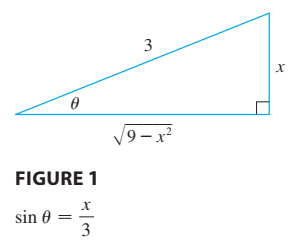 3
x
θ
√9 – x²
FIGURE 1
sin θ = x/3